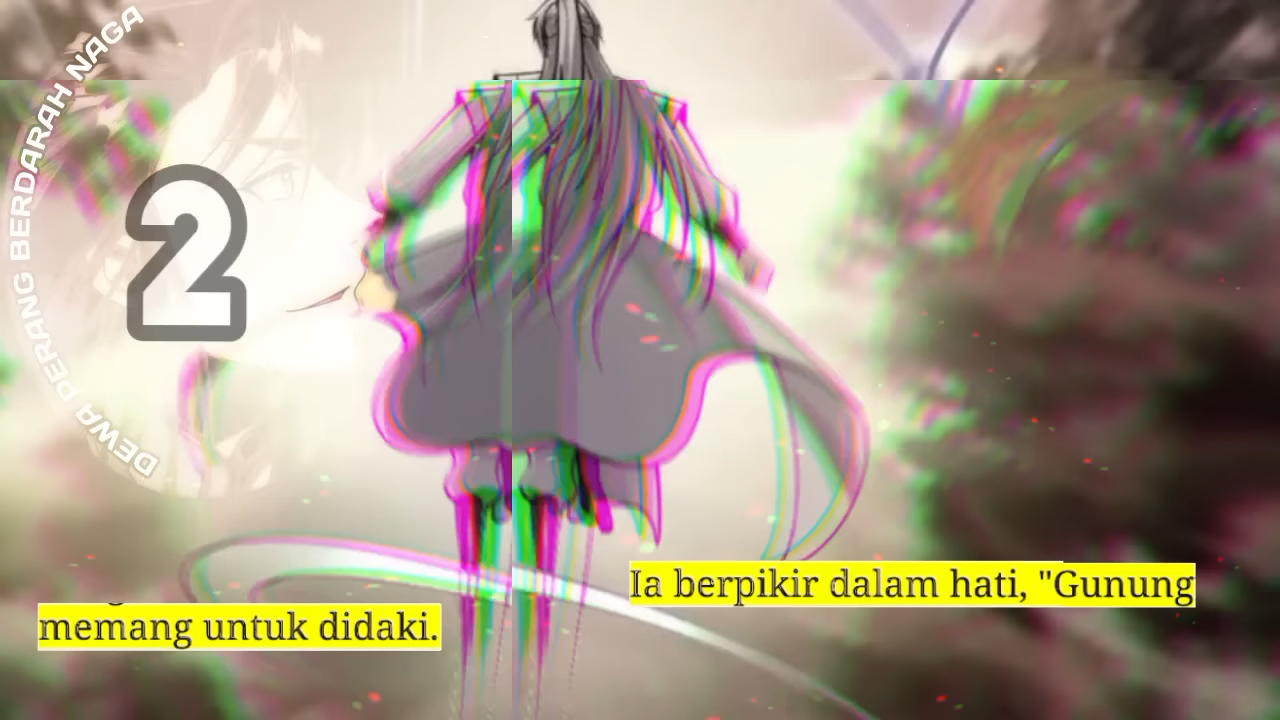 DEWA PERANG BERDARAH NAGA
2
Ia berpikir dalam hati, "Gunung
memang untuk didaki.